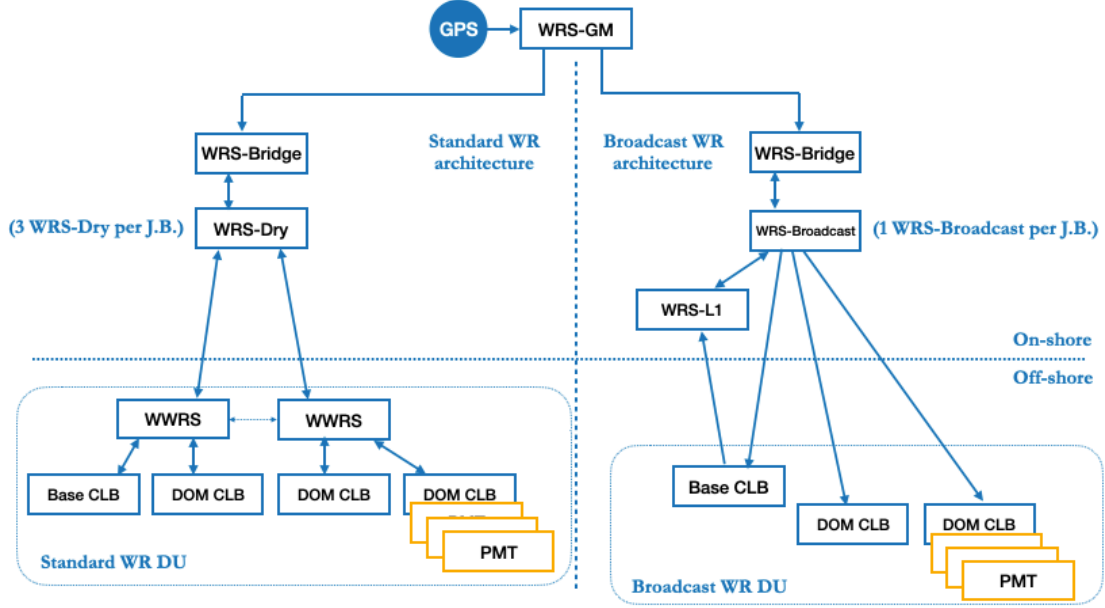 GPS
WRS-GM
Standard WR
architecture
Broadcast WR
architecture
WRS-Bridge
WRS-Bridge
(3 WRS-Dry per J.B.)
WRS-Dry
WRS-Broadcast
(1 WRS-Broadcast per J.B.)
WRS-L1
On-shore
Off-shore
WWRS
WWRS
Base CLB
DOM CLB
DOM CLB
DOM CLB
PMT
Standard WR DU
Base CLB
DOM CLB
DOM CLB
PMT
Broadcast WR DU